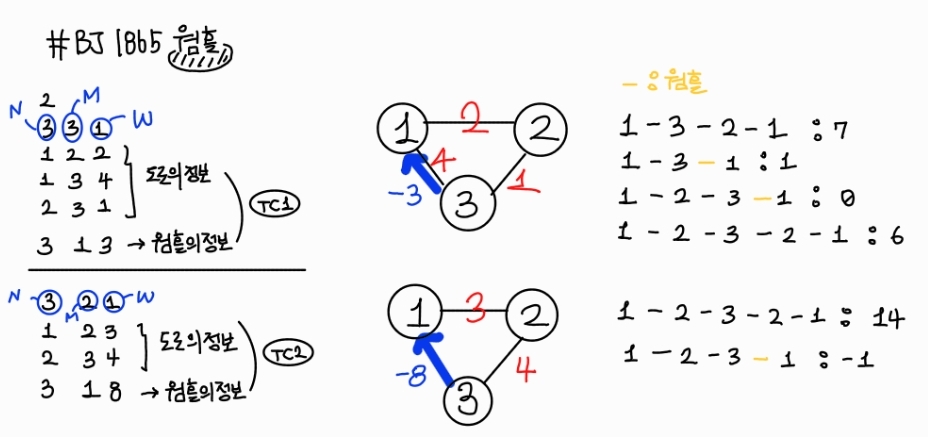 #BJ 1865 웜홀
2
N 3 3 1 M W
1 2 2
1 3 4
2 3 1
도로의정보
3 1 3 → 웜홀의정보
TC1
N 3 2 1 M W
1 2 3
2 3 4
도로의정보
3 1 8 → 웜홀의정보
TC2
1 2 2
4 1
-3
3
1 3 2
-8 4
3
- : 웜홀
1 - 3 - 2 - 1 : 7
1 - 3 - 1 : 1
1 - 2 - 3 - 1 : 0
1 - 2 - 3 - 2 - 1 : 6
1 - 2 - 3 - 2 - 1 : 14
1 - 2 - 3 - 1 : -1